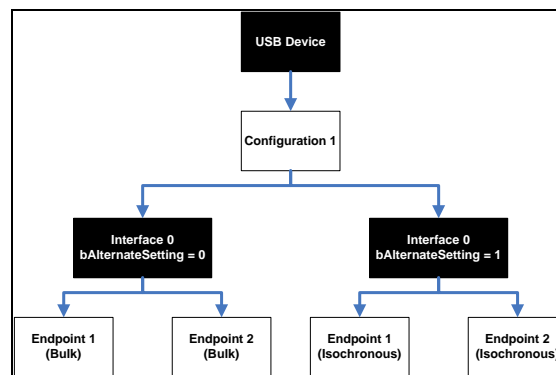 USB Device
Configuration 1
Interface 0
bAlternateSetting = 0
Interface 0
bAlternateSetting = 1
Endpoint 1
(Bulk)
Endpoint 2
(Bulk)
Endpoint 1
(Isochronous)
Endpoint 2
(Isochronous)